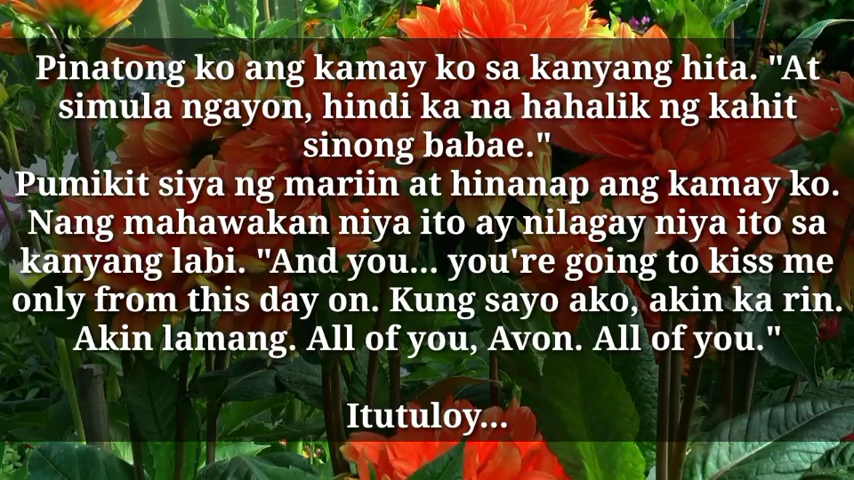 Pinatong ko ang kamay ko sa kanyang hita. "At
simula ngayon, hindi ka na hahalik ng kahit
sinong babae."
Pumikit siya ng mariin at hinanap ang kamay ko.
Nang mahawakan niya ito ay nilagay niya ito sa
kanyang labi. "And you... you're going to kiss me
only from this day on. Kung sayo ako, akin ka rin.
Akin lamang. All of you, Avon. All of you."
Itutuloy...